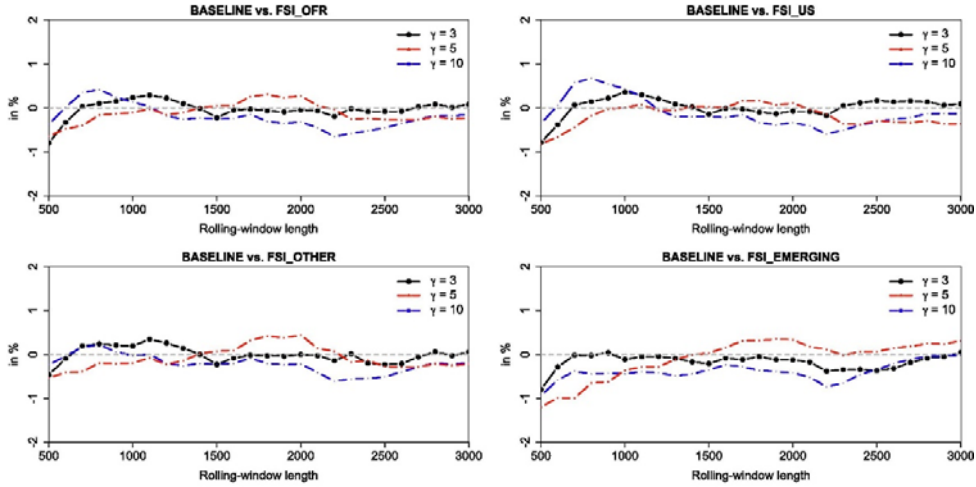 BASELINE vs. FSI_OFR
2
1
0
-1
-2
in %
γ = 3
γ = 5
γ = 10
500 1000 1500 2000 2500 3000
Rolling-window length
BASELINE vs. FSI_US
2
1
0
-1
-2
in %
γ = 3
γ = 5
γ = 10
500 1000 1500 2000 2500 3000
Rolling-window length
BASELINE vs. FSI_OTHER
2
1
0
-1
-2
in %
γ = 3
γ = 5
γ = 10
500 1000 1500 2000 2500 3000
Rolling-window length
BASELINE vs. FSI_EMERGING
2
1
0
-1
-2
in %
γ = 3
γ = 5
γ = 10
500 1000 1500 2000 2500 3000
Rolling-window length